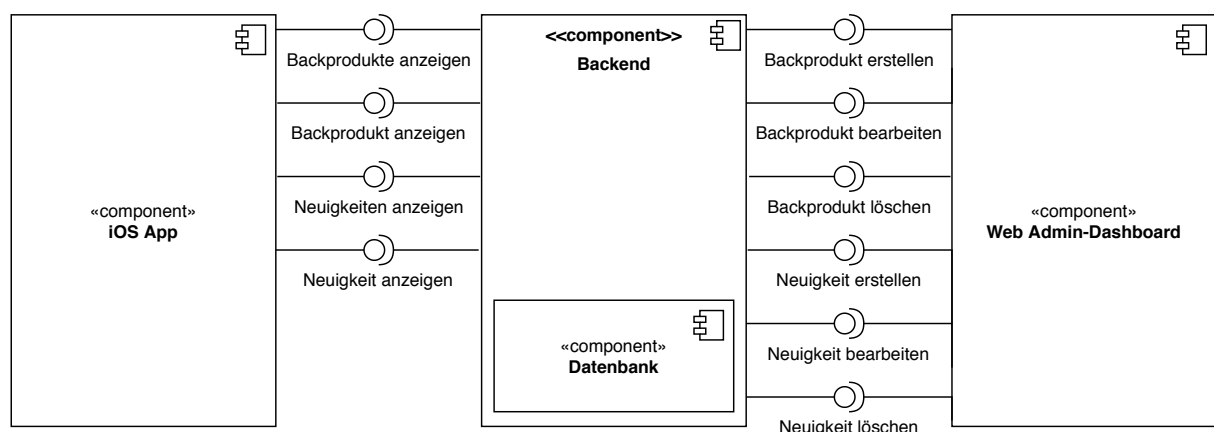 «component»
iOS App
Backprodukte anzeigen
Backprodukt anzeigen
Neuigkeiten anzeigen
Neuigkeit anzeigen
<<component>>
Backend
«component»
Datenbank
Backprodukt erstellen
Backprodukt bearbeiten
Backprodukt löschen
Neuigkeit erstellen
Neuigkeit bearbeiten
Neuigkeit löschen
«component»
Web Admin-Dashboard